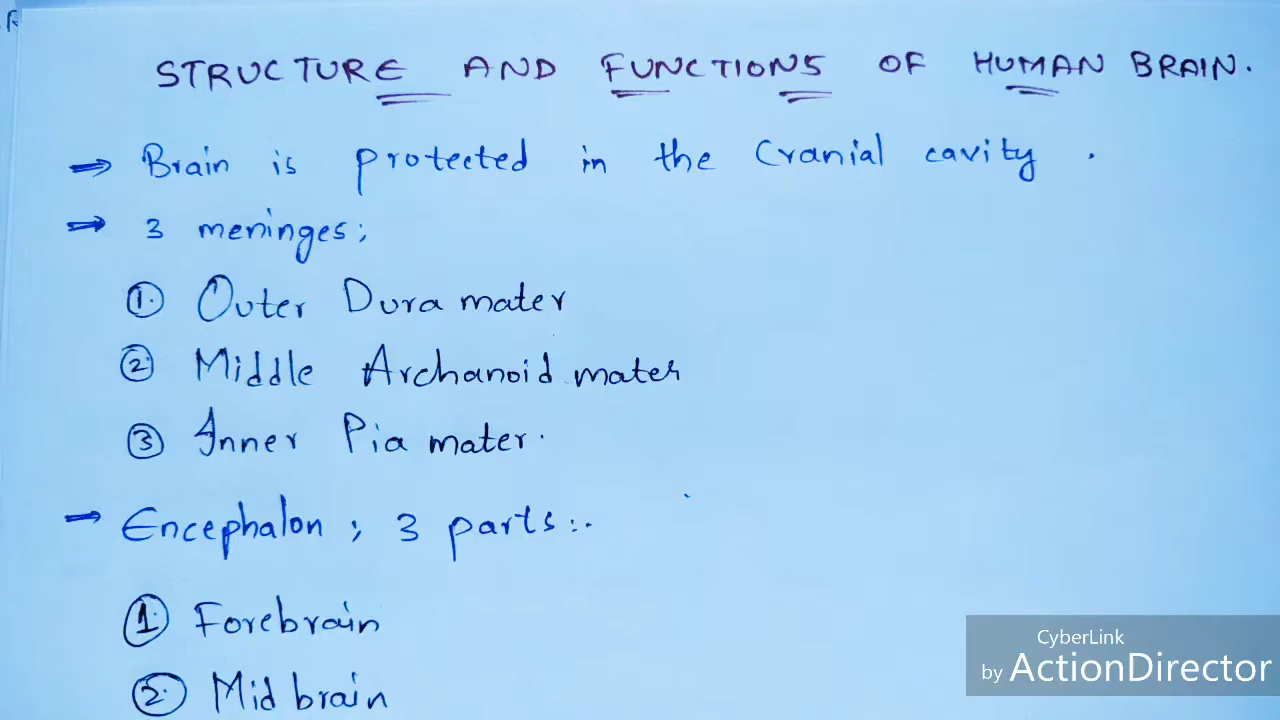 STRUCTURE AND FUNCTIONS OF HUMAN BRAIN.
⇒ Brain is protected in the Cranial cavity .
⇒ 3 meninges;
① Outer Dura mater
② Middle Archanoid mater
③ Inner Pia mater.
→ Encephalon ; 3 parts:.
① Forebrain
② Mid brain
CyberLink
by ActionDirector